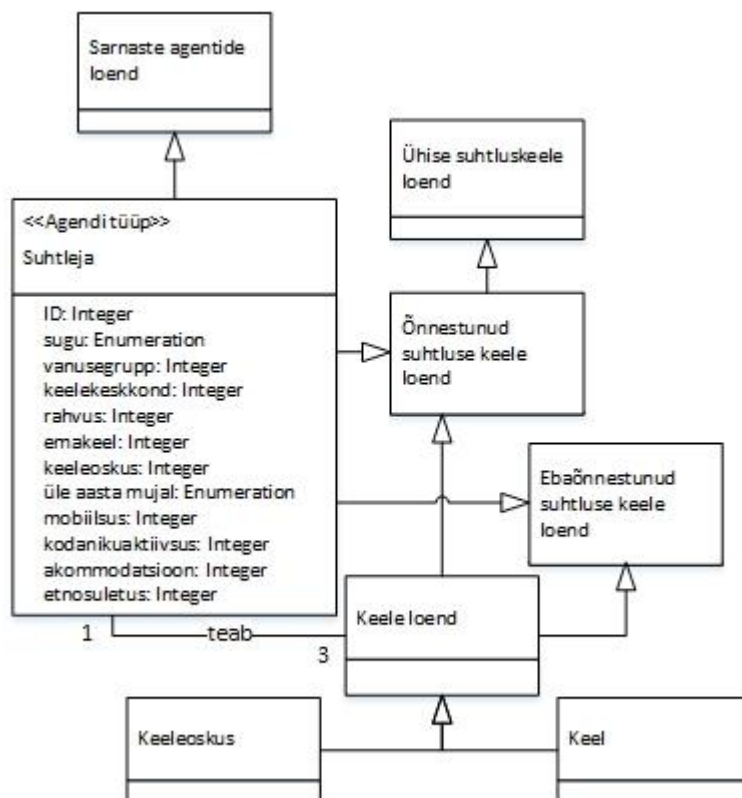 Sarnaste agentide
loend
Ühise suhtluskeele
loend
<<Agendi tüüp>>
Suhtleja
ID: Integer
sugu: Enumeration
vanusegrupp: Integer
keelekeskkond: Integer
rahvus: Integer
emakeel: Integer
keeleoskus: Integer
üle aasta mujal: Enumeration
mobiilsus: Integer
kodanikuaktiivsus: Integer
akommodatsioon: Integer
etnosuletus: Integer
Õnnestunud
suhtluse keele
loend
Ebaõnnestunud
suhtluse keele
loend
Keele loend
1
teab
3
Keeleoskus
Keel